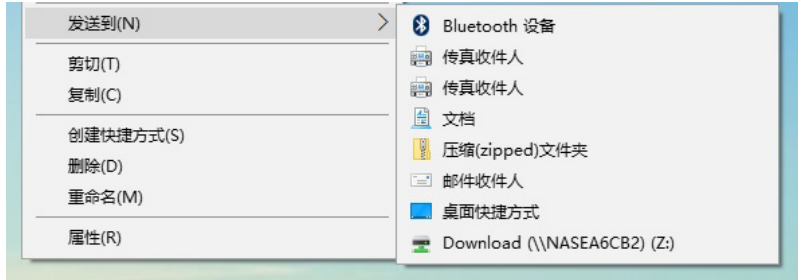 发送到(N)
剪切(T)
复制(C)
创建快捷方式(S)
删除(D)
重命名(M)
属性(R)
Bluetooth 设备
传真收件人
传真收件人
文档
压缩(zipped)文件夹
邮件收件人
桌面快捷方式
Download (\\NASEA6CB2) (Z:)